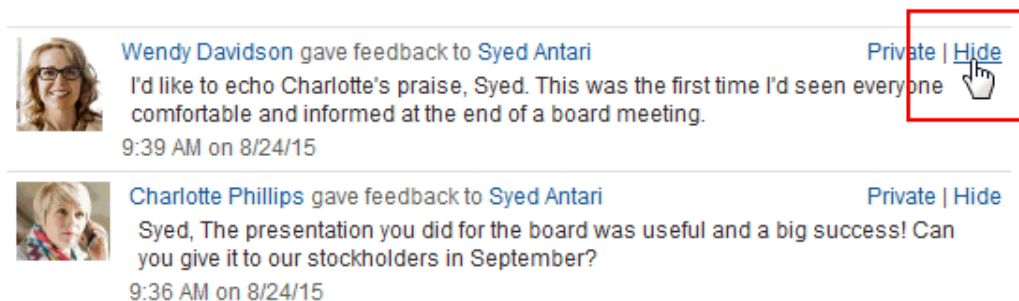 Wendy Davidson gave feedback to Syed Antari Private | Hide
I'd like to echo Charlotte's praise, Syed. This was the first time I'd seen everyone
comfortable and informed at the end of a board meeting.
9:39 AM on 8/24/15
Charlotte Phillips gave feedback to Syed Antari Private | Hide
Syed, The presentation you did for the board was useful and a big success! Can
you give it to our stockholders in September?
9:36 AM on 8/24/15